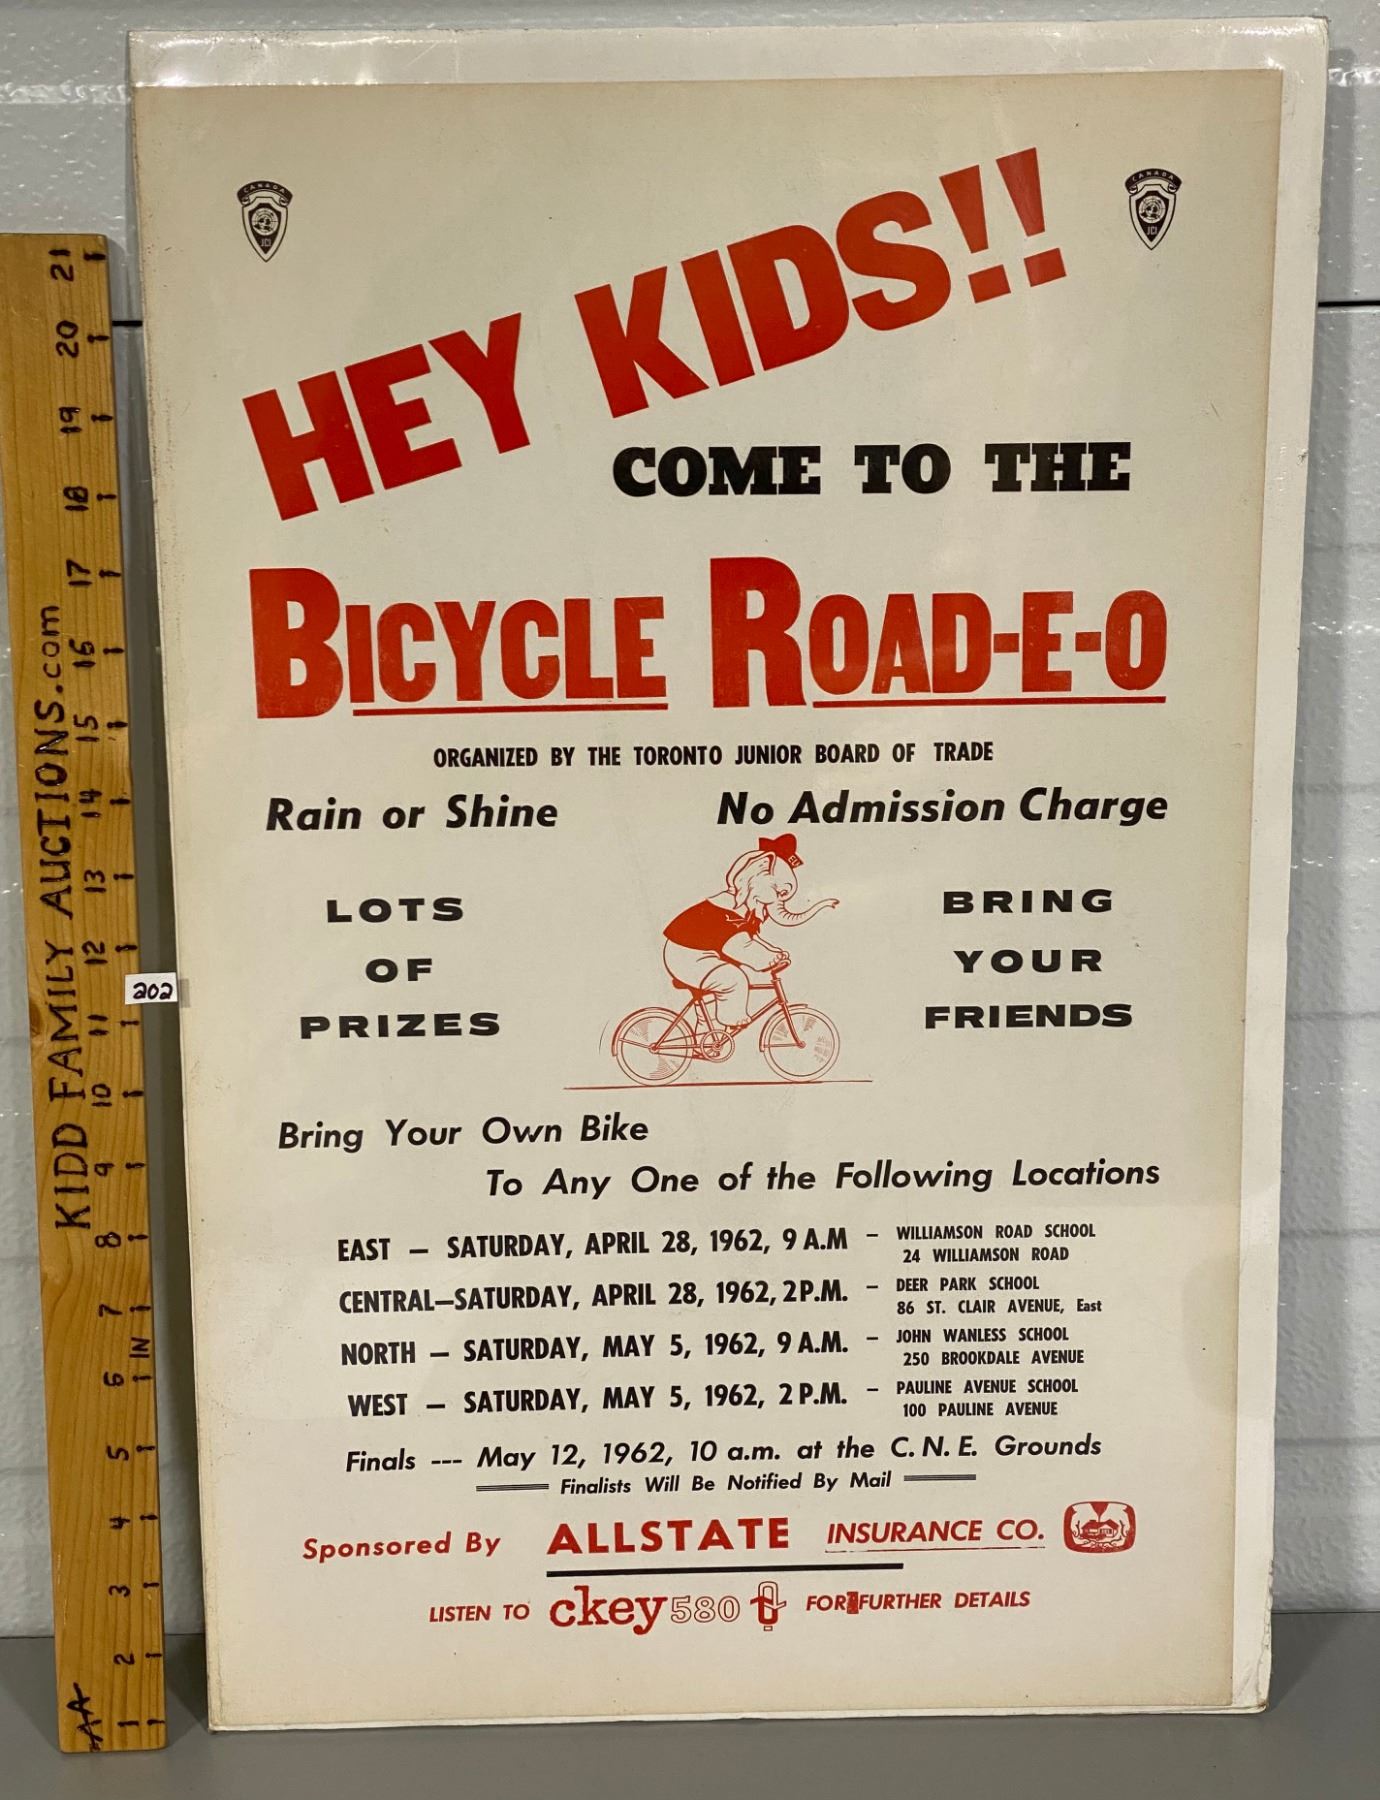 CANADA
JCI
CANADA
JCI
HEY KIDS!!
COME TO THE
BICYCLE ROAD-E-O
ORGANIZED BY THE TORONTO JUNIOR BOARD OF TRADE
Rain or Shine No Admission Charge
LOTS
OF
PRIZES
BRING
YOUR
FRIENDS
Bring Your Own Bike
To Any One of the Following Locations
EAST — SATURDAY, APRIL 28, 1962, 9 A.M — WILLIAMSON ROAD SCHOOL
24 WILLIAMSON ROAD
CENTRAL—SATURDAY, APRIL 28, 1962, 2 P.M. — DEER PARK SCHOOL
86 ST. CLAIR AVENUE, East
NORTH — SATURDAY, MAY 5, 1962, 9 A.M. — JOHN WANLESS SCHOOL
250 BROOKDALE AVENUE
WEST — SATURDAY, MAY 5, 1962, 2 P.M. — PAULINE AVENUE SCHOOL
100 PAULINE AVENUE
Finals --- May 12, 1962, 10 a.m. at the C. N. E. Grounds
Finalists Will Be Notified By Mail
Sponsored By ALLSTATE INSURANCE CO.
LISTEN TO ckey 580 FOR FURTHER DETAILS
202
KIDD FAMILY AUCTIONS.com
21
20
19
18
17
16
15
14
13
12
11
10
9
8
7
IN
6
5
4
3
2
1
AA